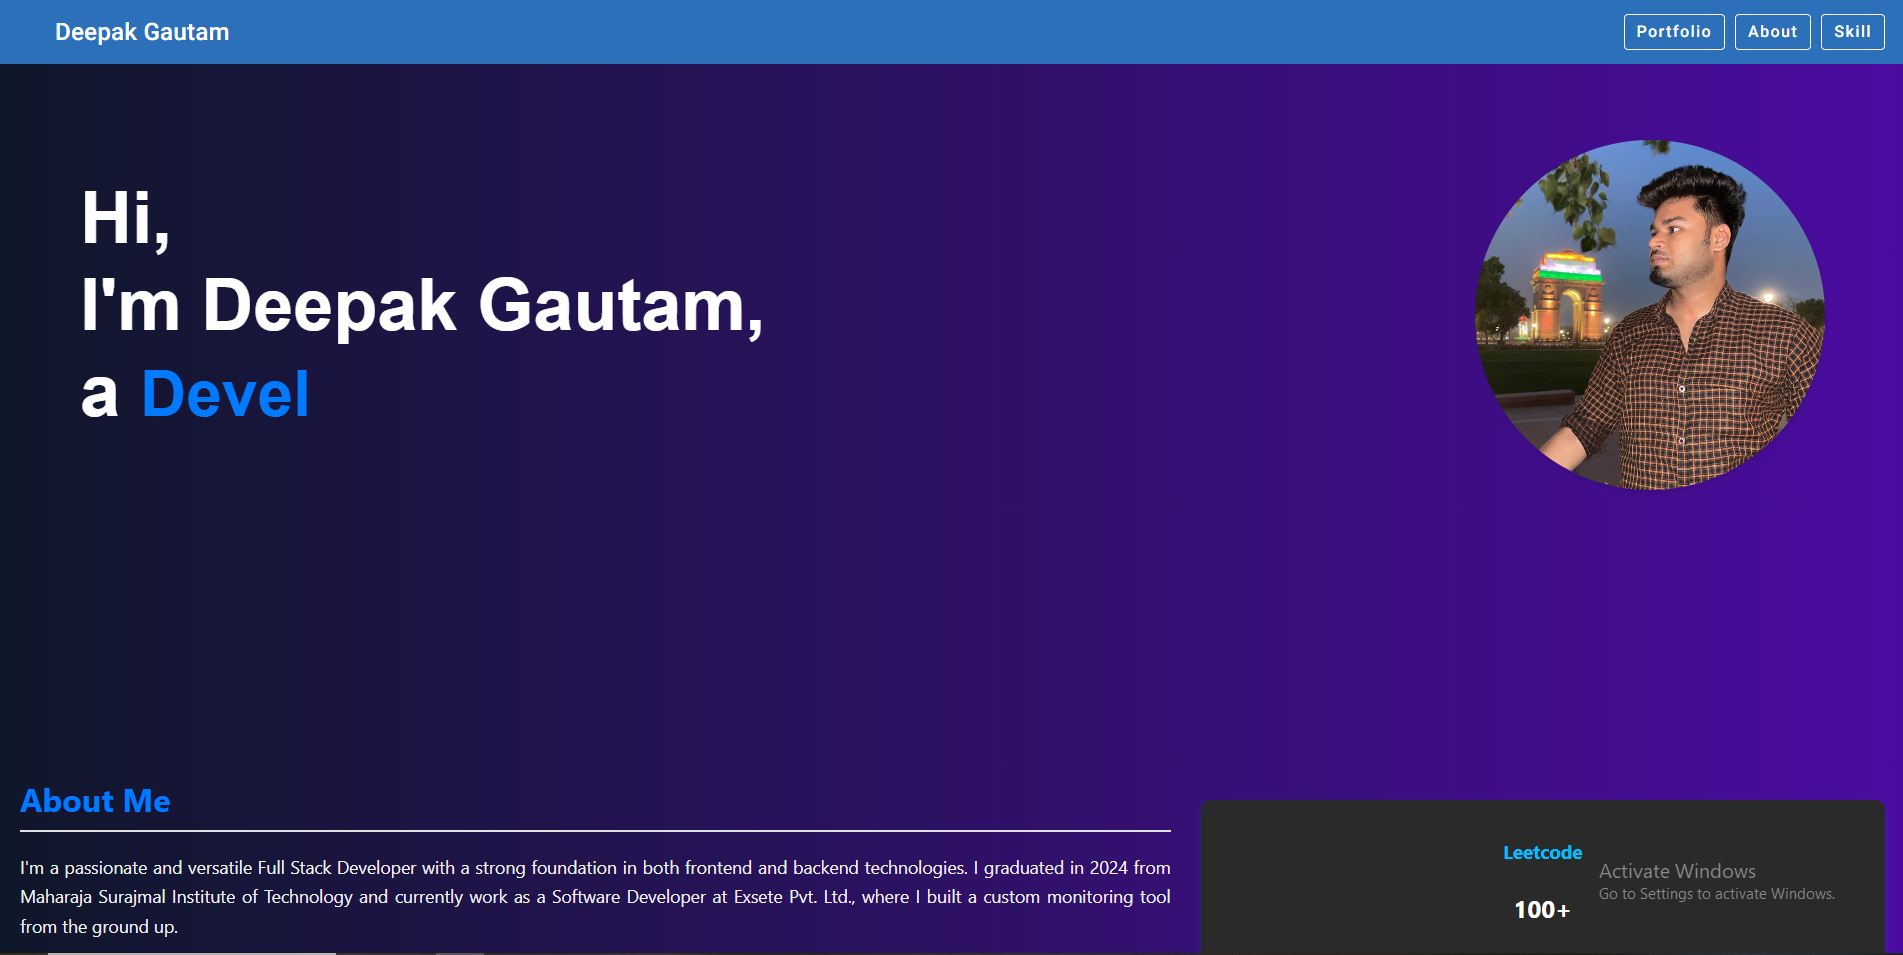 Deepak Gautam
Portfolio
About
Skill
Hi,
I'm Deepak Gautam,
a Devel
About Me
I'm a passionate and versatile Full Stack Developer with a strong foundation in both frontend and backend technologies. I graduated in 2024 from
Maharaja Surajmal Institute of Technology and currently work as a Software Developer at Exsete Pvt. Ltd., where I built a custom monitoring tool
from the ground up.
Leetcode
100+
Activate Windows
Go to Settings to activate Windows.